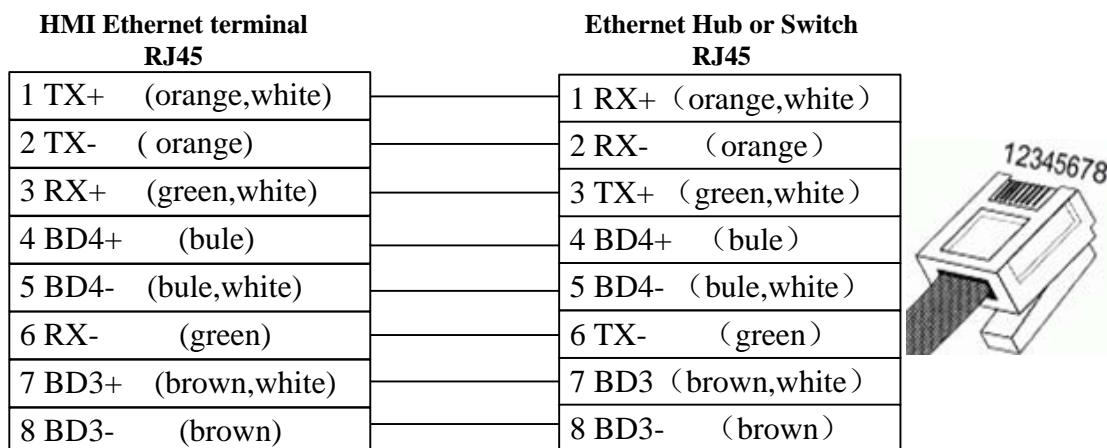 HMI Ethernet terminal
RJ45
Ethernet Hub or Switch
RJ45
1 TX+ (orange,white)
1 RX+（orange,white）
2 TX- ( orange)
2 RX- （orange）
3 RX+ (green,white)
3 TX+（green,white）
4 BD4+ (bule)
4 BD4+ （bule）
5 BD4- (bule,white)
5 BD4- （bule,white）
6 RX- (green)
6 TX- （green）
7 BD3+ (brown,white)
7 BD3（brown,white）
8 BD3- (brown)
8 BD3- （brown）
12345678